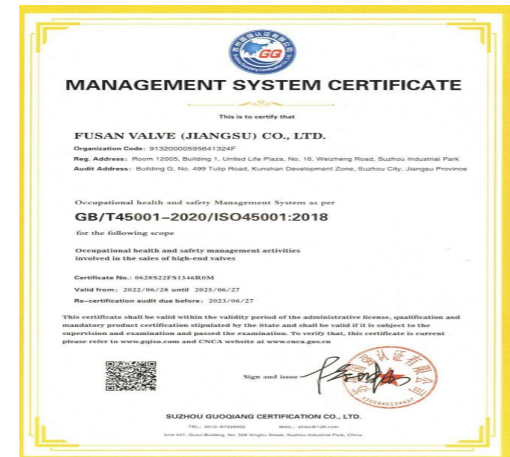 GQ
MANAGEMENT SYSTEM CERTIFICATE
This is to certify that
FUSAN VALVE (JIANGSU) CO., LTD.
Organization Code: 91320000595641324F
Reg. Address: Room 12005, Building 1, United Life Plaza, No. 16, Weizheng Road, Suzhou Industrial Park
Audit Address: Building G, No. 499 Tulip Road, Kunshan Development Zone, Suzhou City, Jiangsu Province
Occupational health and safety Management System as per
GB/T45001-2020/ISO45001:2018
for the following scope
Occupational health and safety management activities
involved in the sales of high-end valves
Certificate No.: 0628S22FS1346R0M
Valid from: 2022/06/28 until 2025/06/27
Re-certification audit due before: 2023/06/27
This certificate shall be valid within the validity period of the administrative license, qualification and
mandatory product certification stipulated by the State and shall be valid if it is subject to the
supervision and examination and passed the examination. To verify that, this certificate is current
please refer to www.gqiso.com and CNCA website at www.cnca.gov.cn
Sign and issue
SUZHOU GUOQIANG CERTIFICATION CO., LTD.